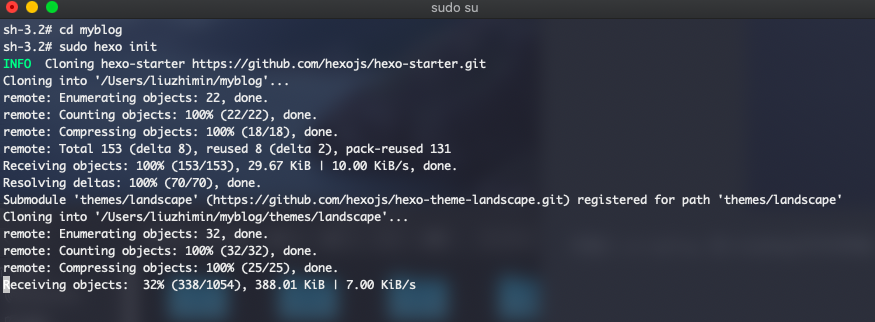 sudo su
sh-3.2# cd myblog
sh-3.2# sudo hexo init
INFO  Cloning hexo-starter https://github.com/hexojs/hexo-starter.git
Cloning into '/Users/liuzhimin/myblog'...
remote: Enumerating objects: 22, done.
remote: Counting objects: 100% (22/22), done.
remote: Compressing objects: 100% (18/18), done.
remote: Total 153 (delta 8), reused 8 (delta 2), pack-reused 131
Receiving objects: 100% (153/153), 29.67 KiB | 10.00 KiB/s, done.
Resolving deltas: 100% (70/70), done.
Submodule 'themes/landscape' (https://github.com/hexojs/hexo-theme-landscape.git) registered for path 'themes/landscape'
Cloning into '/Users/liuzhimin/myblog/themes/landscape'...
remote: Enumerating objects: 32, done.
remote: Counting objects: 100% (32/32), done.
remote: Compressing objects: 100% (25/25), done.
Receiving objects:  32% (338/1054), 388.01 KiB | 7.00 KiB/s